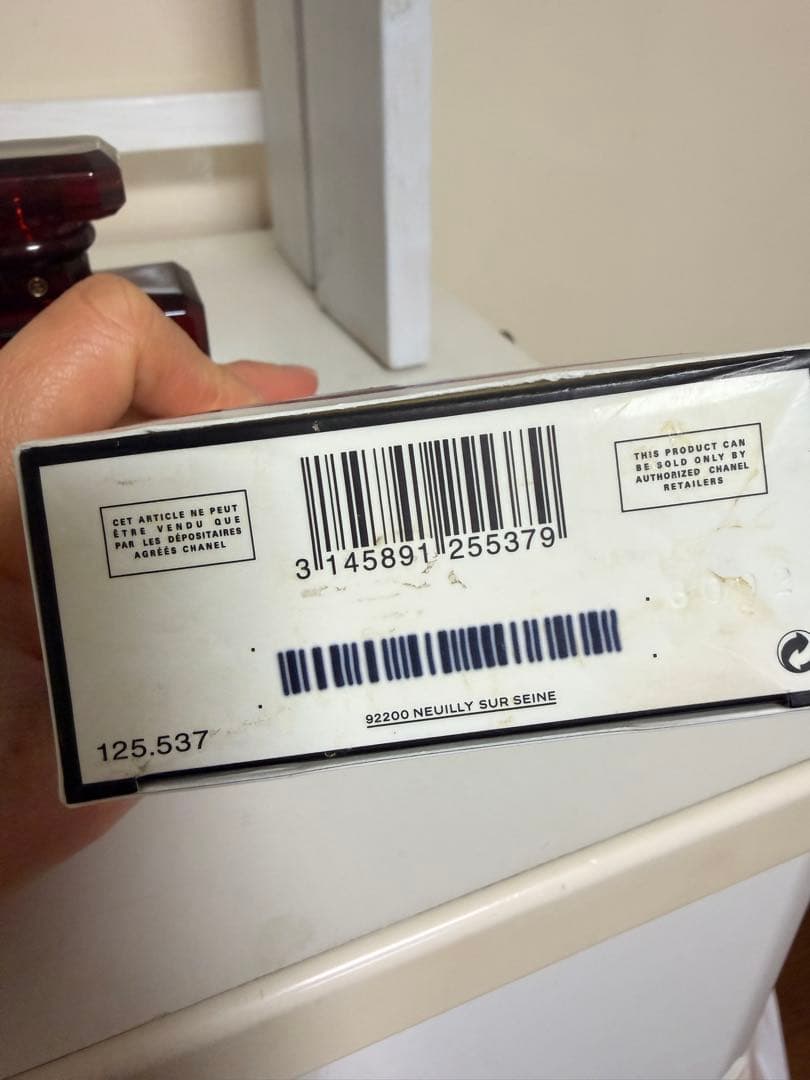 CET ARTICLE NE PEUT
ÊTRE VENDU QUE
PAR LES DÉPOSITAIRES
AGRÉÉS CHANEL
THIS PRODUCT CAN
BE SOLD ONLY BY
AUTHORIZED CHANEL
RETAILERS
3 145891 255379
92200 NEUILLY SUR SEINE
125.537